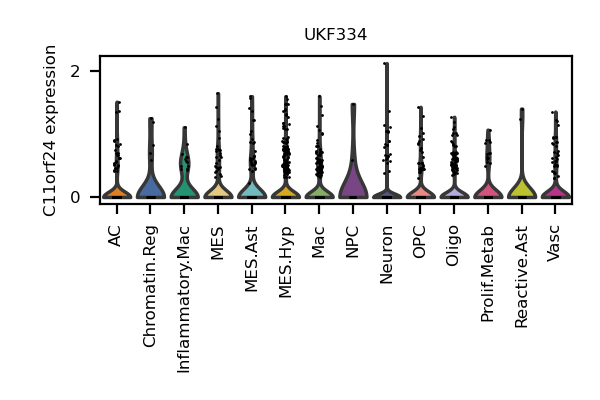 UKF334
C11orf24 expression
2
0
AC
Chromatin.Reg
Inflammatory.Mac
MES
MES.Ast
MES.Hyp
Mac
NPC
Neuron
OPC
Oligo
Prolif.Metab
Reactive.Ast
Vasc